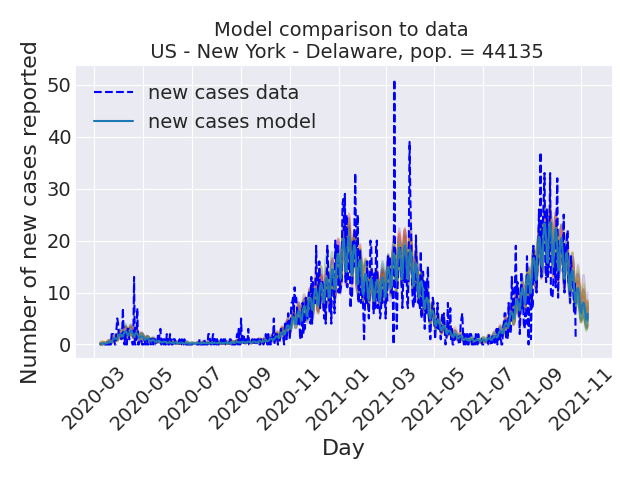 Model comparison to data
US - New York - Delaware, pop. = 44135
Number of new cases reported
50
40
30
20
10
0
new cases data
new cases model
2020-03
2020-05
2020-07
2020-09
2020-11
2021-01
2021-03
2021-05
2021-07
2021-09
2021-11
Day